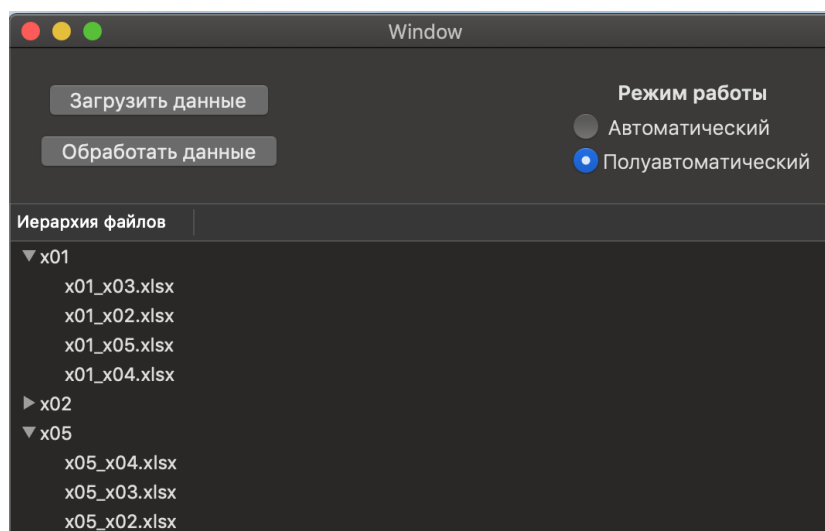 Window
Загрузить данные
Обработать данные
Режим работы
Автоматический
Полуавтоматический
Иерархия файлов
x01
x01_x03.xlsx
x01_x02.xlsx
x01_x05.xlsx
x01_x04.xlsx
x02
x05
x05_x04.xlsx
x05_x03.xlsx
x05_x02.xlsx